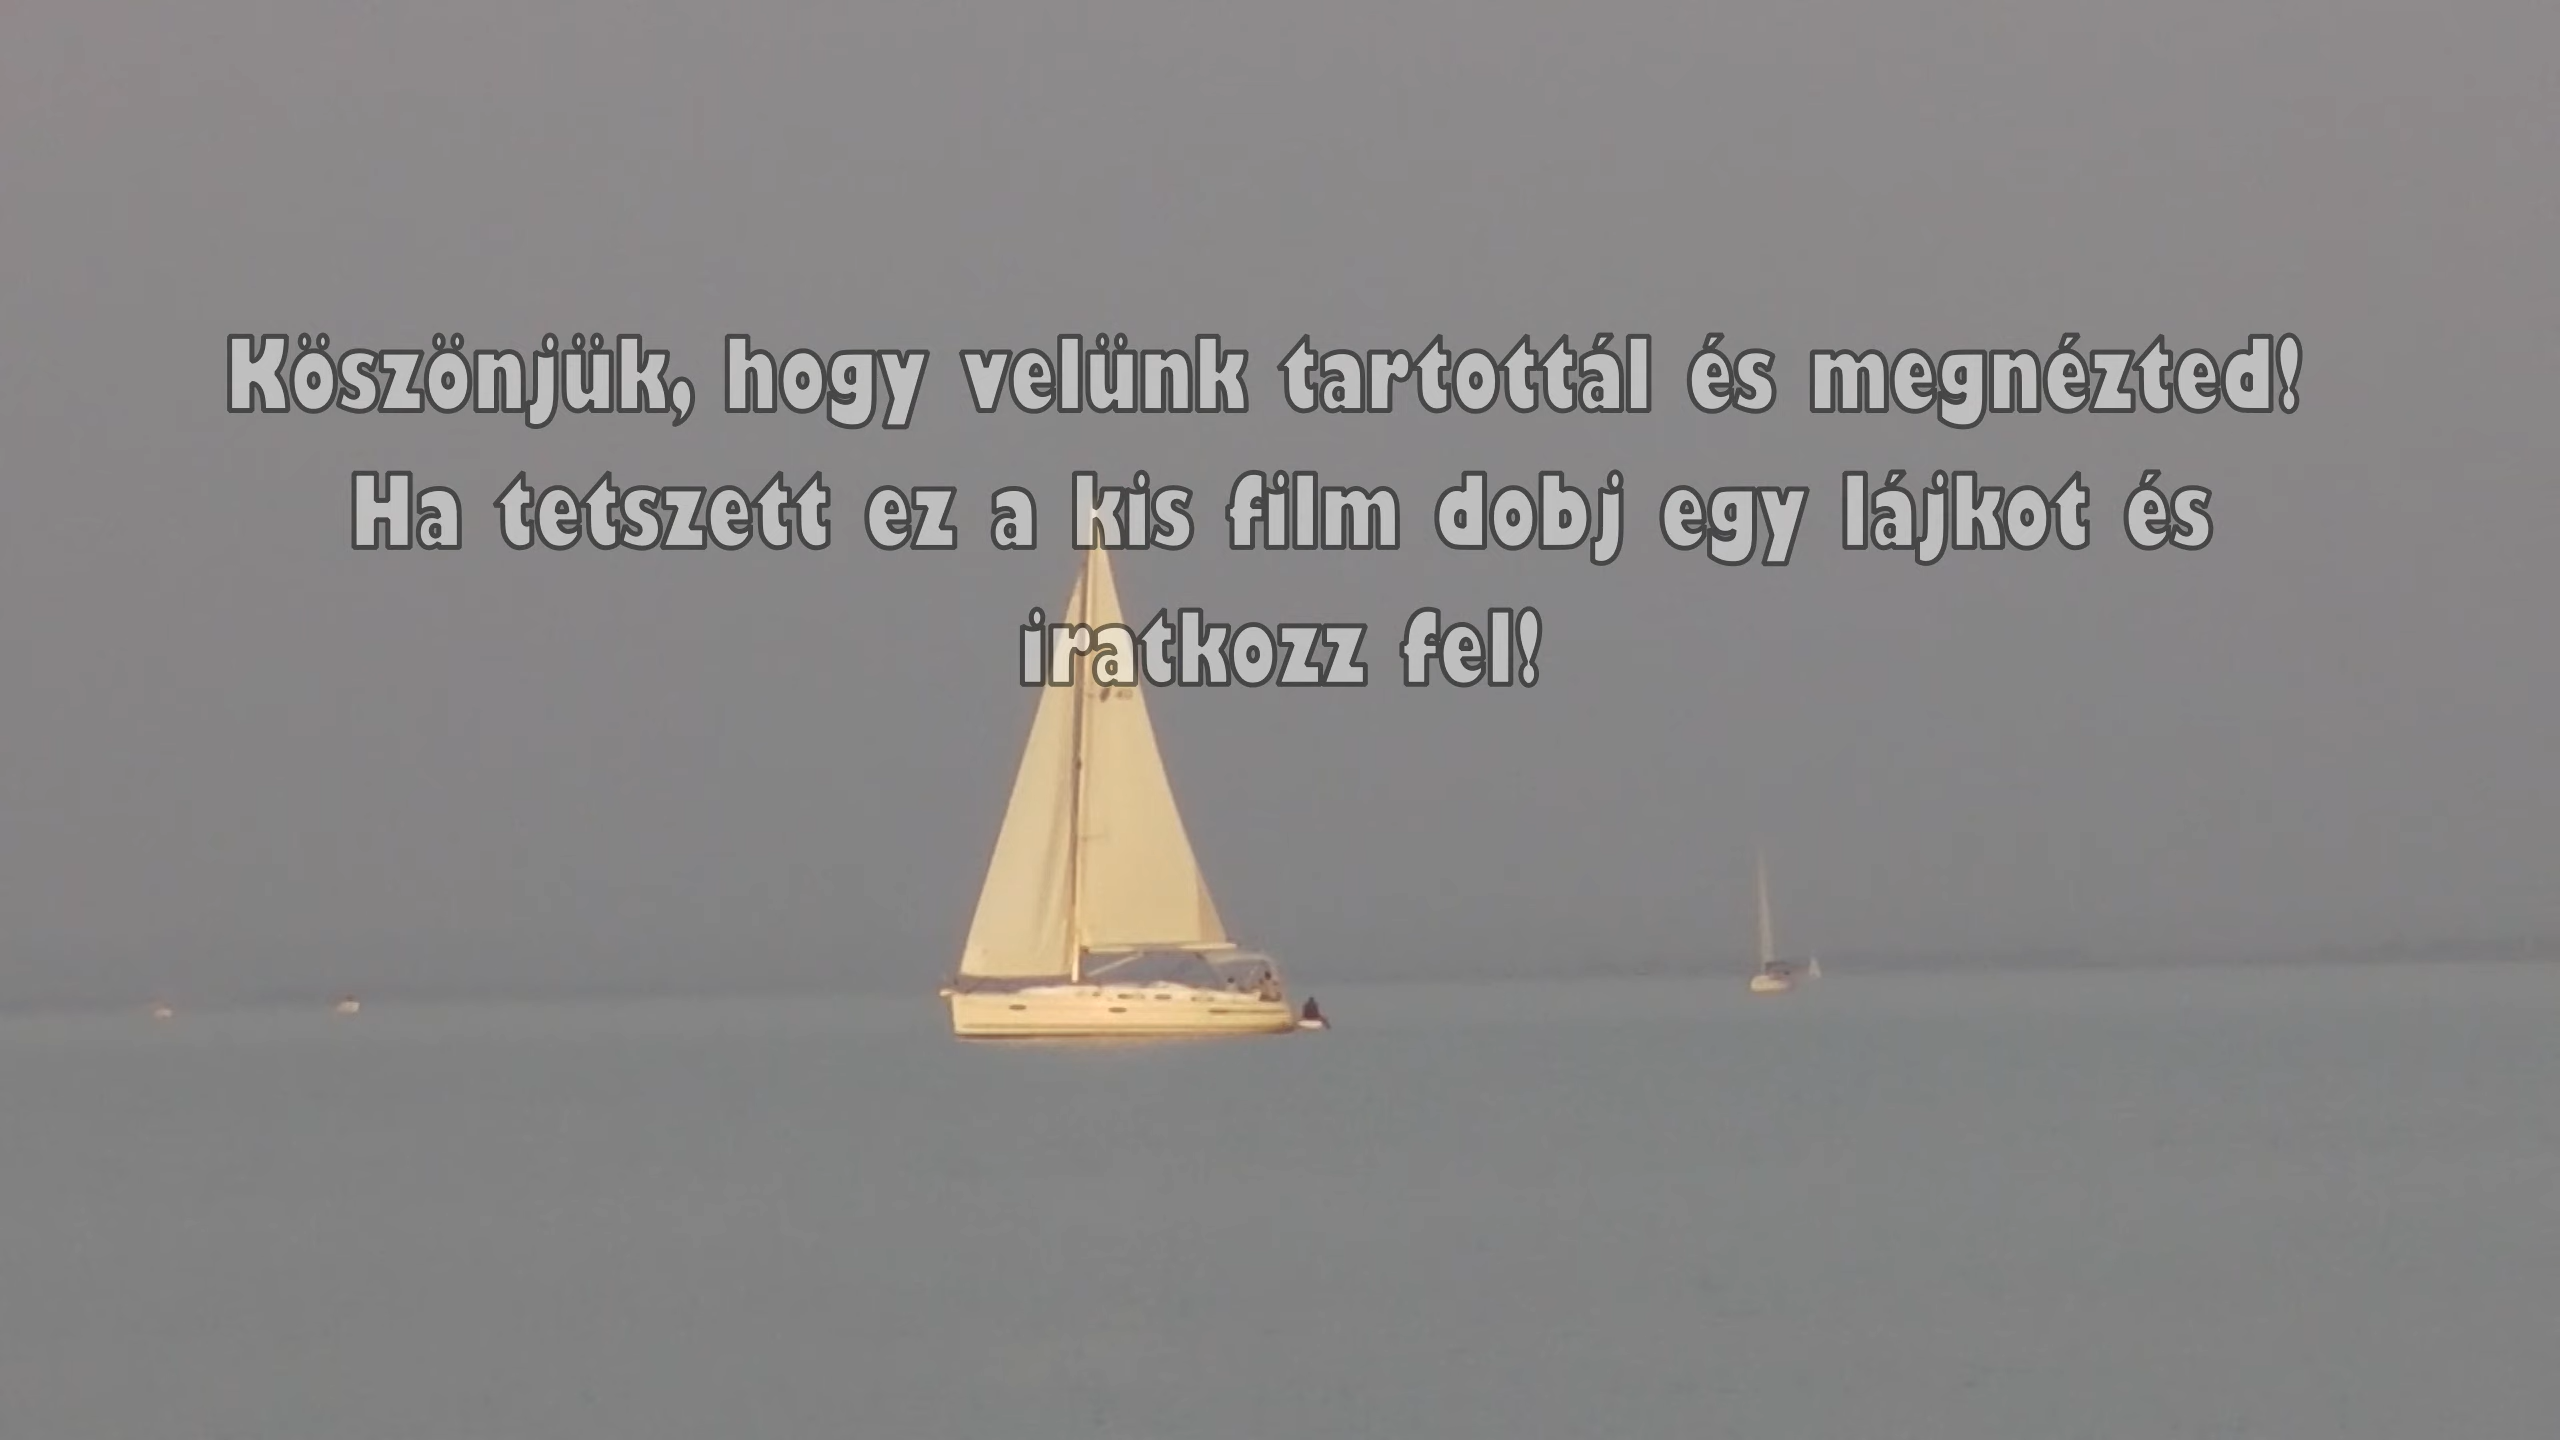 Köszönjük, hogy velünk tartottál és megnézted!
Ha tetszett ez a kis film dobj egy lájkot és
iratkozz fel!